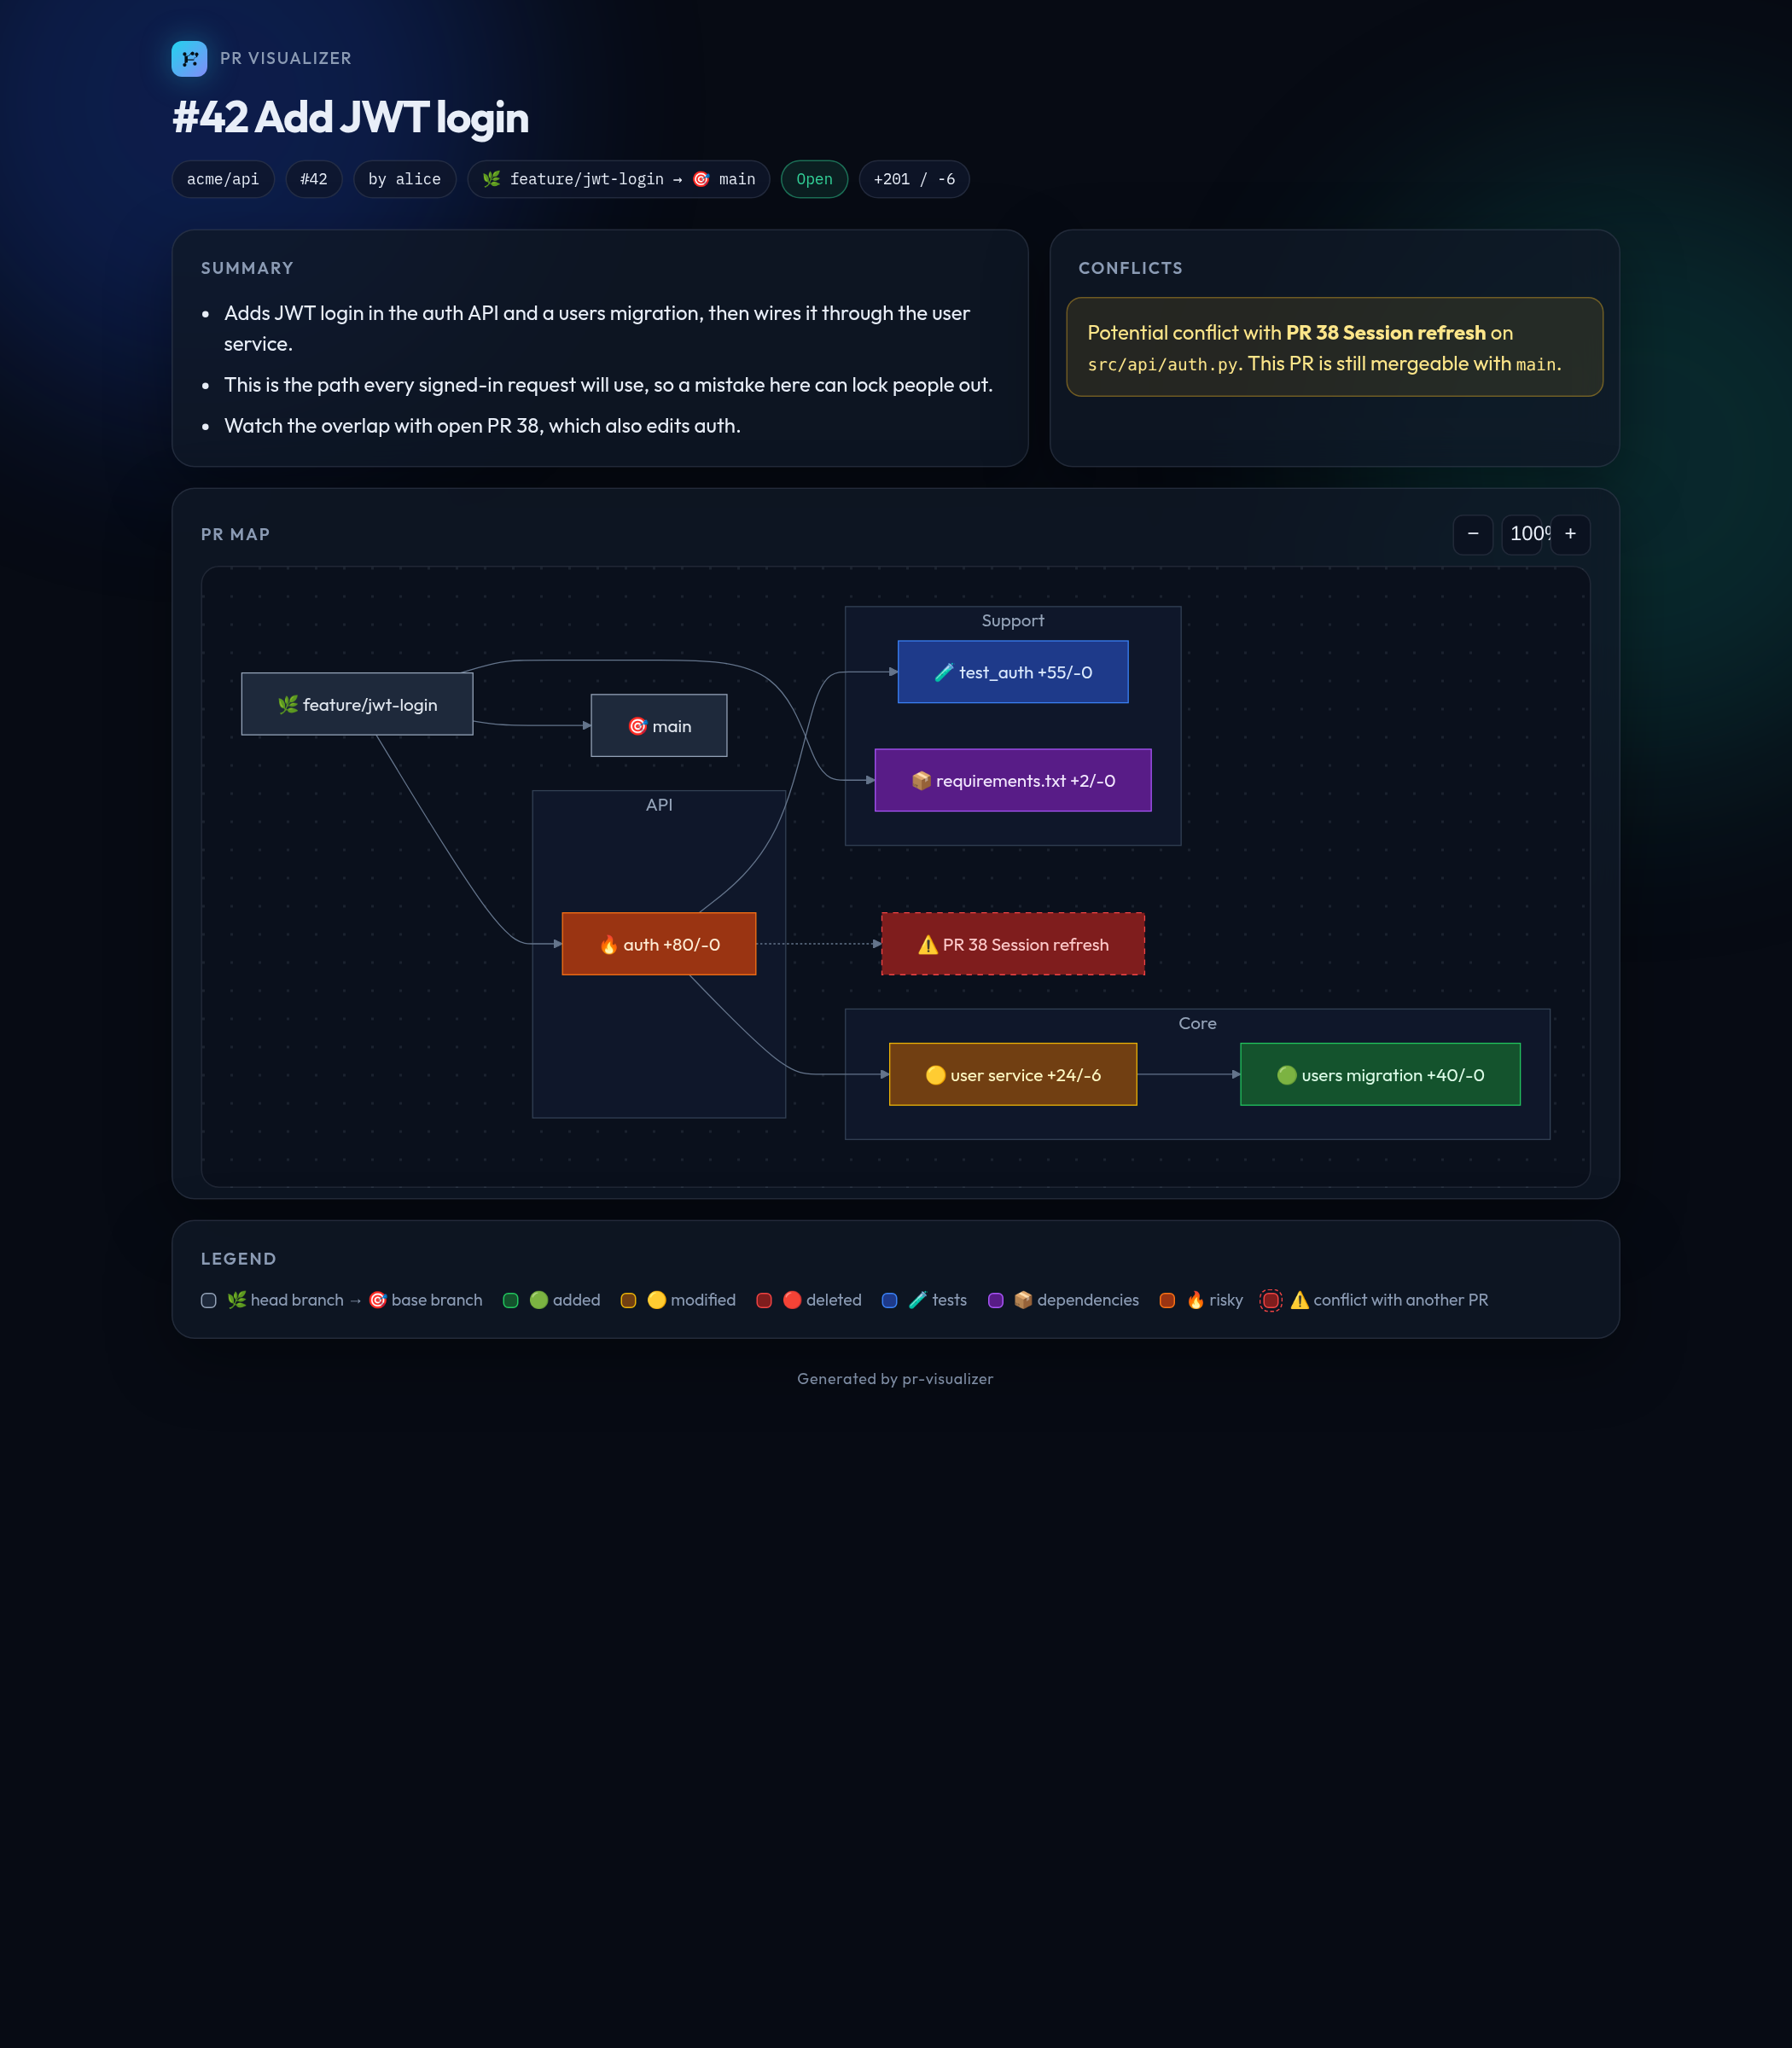 PR VISUALIZER
#42 Add JWT login
acme/api
#42
by alice
🌿 feature/jwt-login → 🎯 main
Open
+201 / -6
SUMMARY
• Adds JWT login in the auth API and a users migration, then wires it through the user
service.
• This is the path every signed-in request will use, so a mistake here can lock people out.
• Watch the overlap with open PR 38, which also edits auth.
CONFLICTS
Potential conflict with PR 38 Session refresh on
src/api/auth.py. This PR is still mergeable with main.
PR MAP
− 100% +
Support
🧪 test_auth +55/-0
🌿 feature/jwt-login
🎯 main
📦 requirements.txt +2/-0
API
🔥 auth +80/-0
⚠️ PR 38 Session refresh
Core
🟡 user service +24/-6
🟢 users migration +40/-0
LEGEND
🌿 head branch → 🎯 base branch
🟢 added
🟡 modified
🔴 deleted
🧪 tests
📦 dependencies
🔥 risky
⚠️ conflict with another PR
Generated by pr-visualizer